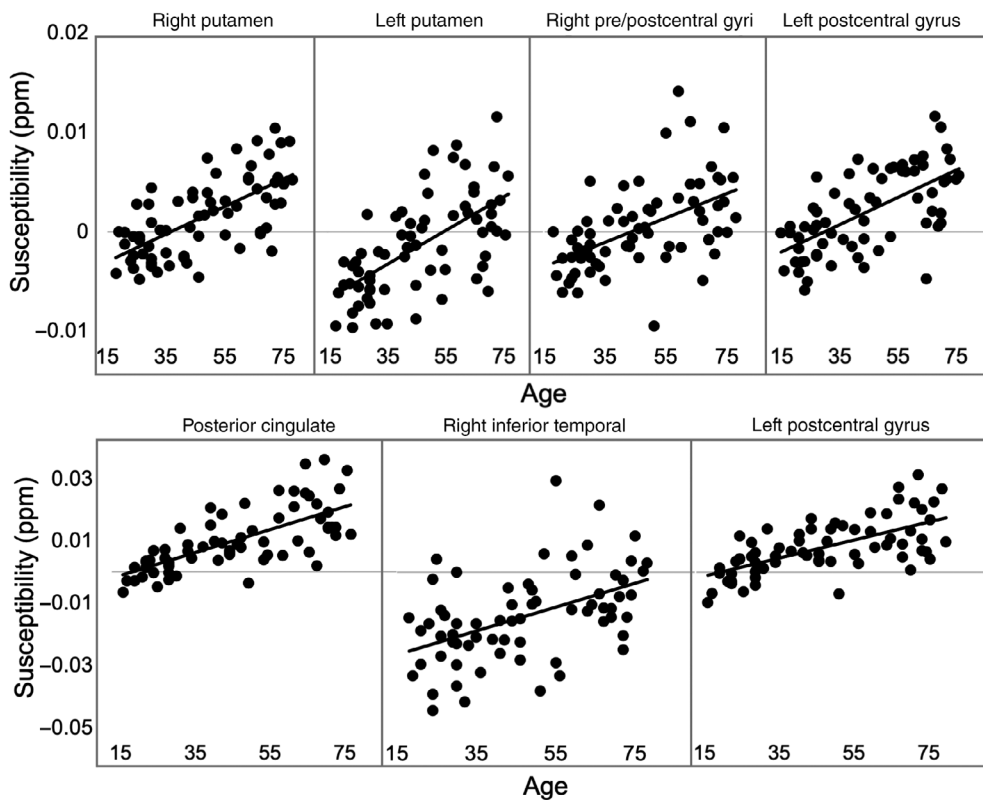 Right putamen
Left putamen
Right pre/postcentral gyri
Left postcentral gyrus
0.02
0.01
0
−0.01
Susceptibility (ppm)
15 35 55 75
15 35 55 75
15 35 55 75
15 35 55 75
Age
Posterior cingulate
Right inferior temporal
Left postcentral gyrus
0.03
0.01
−0.01
−0.03
−0.05
Susceptibility (ppm)
15 35 55 75
15 35 55 75
15 35 55 75
Age